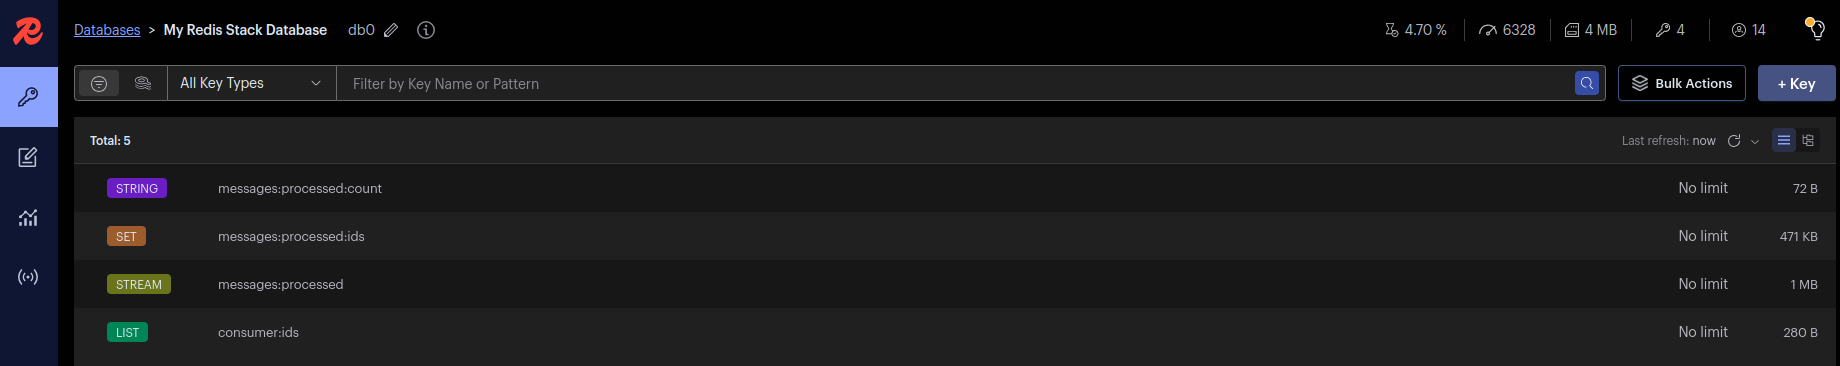 Databases > My Redis Stack Database db0 4.70 % 6328 4 MB 4 14
All Key Types Filter by Key Name or Pattern Bulk Actions + Key
Total: 5 Last refresh: now
STRING messages:processed:count No limit 72 B
SET messages:processed:ids No limit 471 KB
STREAM messages:processed No limit 1 MB
LIST consumer:ids No limit 280 B